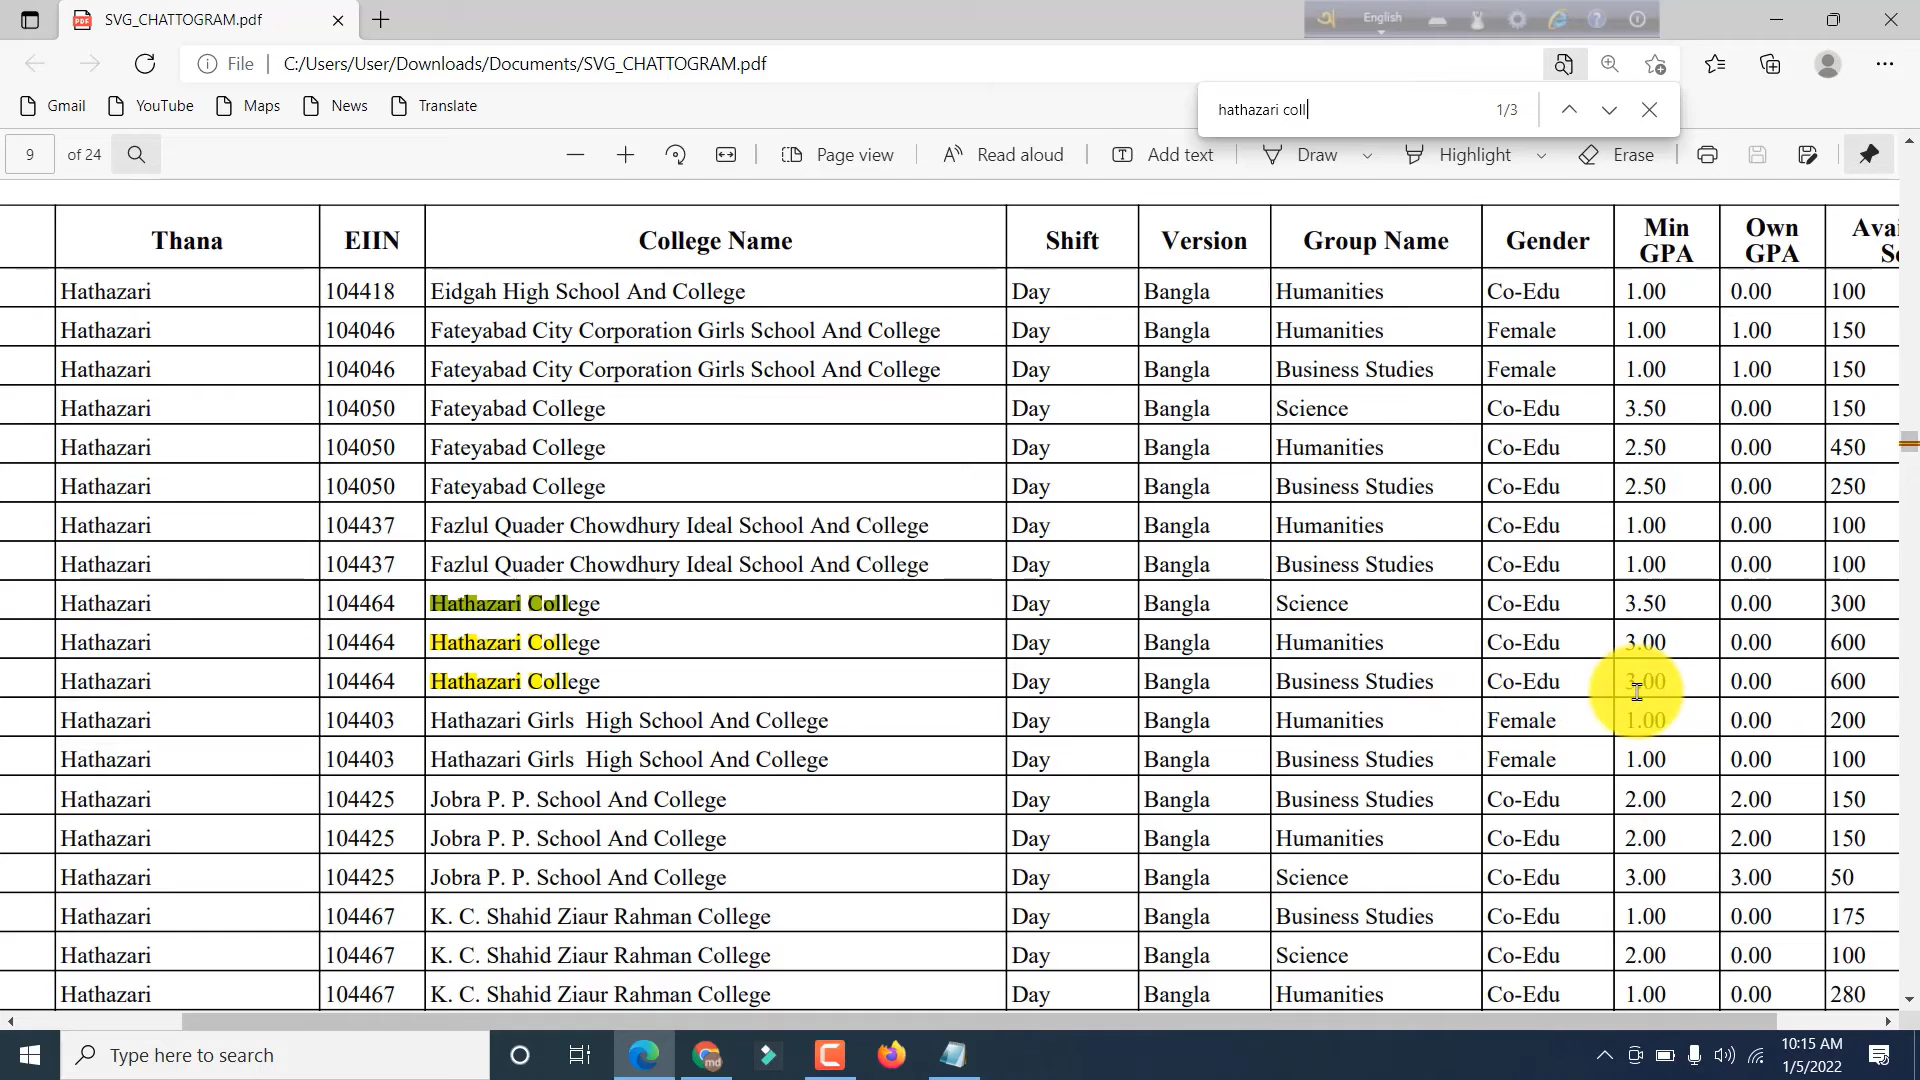 SVG_CHATTOGRAM.pdf
English
File C:/Users/User/Downloads/Documents/SVG_CHATTOGRAM.pdf
Gmail YouTube Maps News Translate
hathazari coll 1/3
9 of 24 Page view Read aloud Add text Draw Highlight Erase
Thana EIIN College Name Shift Version Group Name Gender Min GPA Own GPA
Hathazari 104418 Eidgah High School And College Day Bangla Humanities Co-Edu 1.00 0.00 100
Hathazari 104046 Fateyabad City Corporation Girls School And College Day Bangla Humanities Female 1.00 1.00 150
Hathazari 104046 Fateyabad City Corporation Girls School And College Day Bangla Business Studies Female 1.00 1.00 150
Hathazari 104050 Fateyabad College Day Bangla Science Co-Edu 3.50 0.00 150
Hathazari 104050 Fateyabad College Day Bangla Humanities Co-Edu 2.50 0.00 450
Hathazari 104050 Fateyabad College Day Bangla Business Studies Co-Edu 2.50 0.00 250
Hathazari 104437 Fazlul Quader Chowdhury Ideal School And College Day Bangla Humanities Co-Edu 1.00 0.00 100
Hathazari 104437 Fazlul Quader Chowdhury Ideal School And College Day Bangla Business Studies Co-Edu 1.00 0.00 100
Hathazari 104464 Hathazari College Day Bangla Science Co-Edu 3.50 0.00 300
Hathazari 104464 Hathazari College Day Bangla Humanities Co-Edu 3.00 0.00 600
Hathazari 104464 Hathazari College Day Bangla Business Studies Co-Edu 3.00 0.00 600
Hathazari 104403 Hathazari Girls High School And College Day Bangla Humanities Female 1.00 0.00 200
Hathazari 104403 Hathazari Girls High School And College Day Bangla Business Studies Female 1.00 0.00 100
Hathazari 104425 Jobra P. P. School And College Day Bangla Business Studies Co-Edu 2.00 2.00 150
Hathazari 104425 Jobra P. P. School And College Day Bangla Humanities Co-Edu 2.00 2.00 150
Hathazari 104425 Jobra P. P. School And College Day Bangla Science Co-Edu 3.00 3.00 50
Hathazari 104467 K. C. Shahid Ziaur Rahman College Day Bangla Business Studies Co-Edu 1.00 0.00 175
Hathazari 104467 K. C. Shahid Ziaur Rahman College Day Bangla Science Co-Edu 2.00 0.00 100
Hathazari 104467 K. C. Shahid Ziaur Rahman College Day Bangla Humanities Co-Edu 1.00 0.00 280
Type here to search
10:15 AM
1/5/2022